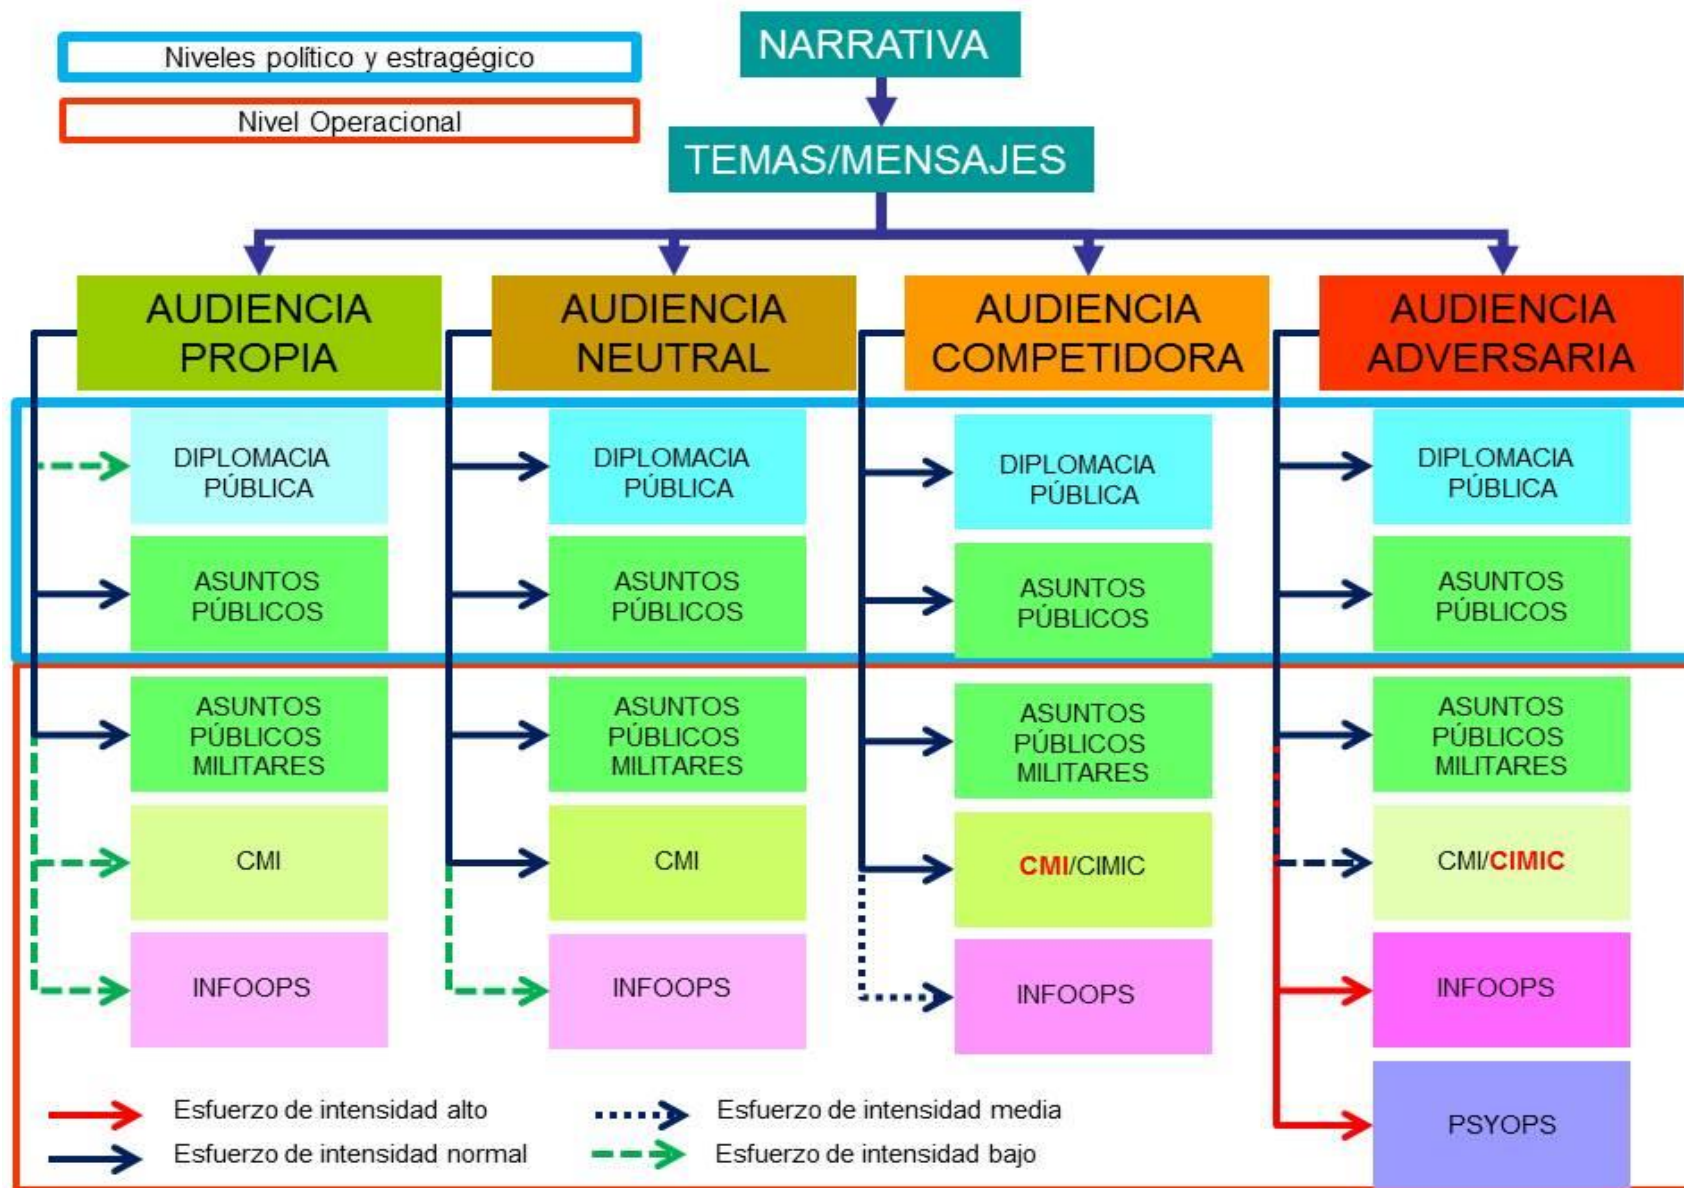 Niveles político y estragégico
Nivel Operacional
NARRATIVA
TEMAS/MENSAJES
AUDIENCIA
PROPIA
AUDIENCIA
NEUTRAL
AUDIENCIA
COMPETIDORA
AUDIENCIA
ADVERSARIA
DIPLOMACIA
PÚBLICA
DIPLOMACIA
PÚBLICA
DIPLOMACIA
PÚBLICA
DIPLOMACIA
PÚBLICA
ASUNTOS
PÚBLICOS
ASUNTOS
PÚBLICOS
ASUNTOS
PÚBLICOS
ASUNTOS
PÚBLICOS
ASUNTOS
PÚBLICOS
MILITARES
ASUNTOS
PÚBLICOS
MILITARES
ASUNTOS
PÚBLICOS
MILITARES
ASUNTOS
PÚBLICOS
MILITARES
CMI
CMI
CMI/CIMIC
CMI/CIMIC
INFOOPS
INFOOPS
INFOOPS
INFOOPS
PSYOPS
Esfuerzo de intensidad alto
Esfuerzo de intensidad media
Esfuerzo de intensidad normal
Esfuerzo de intensidad bajo